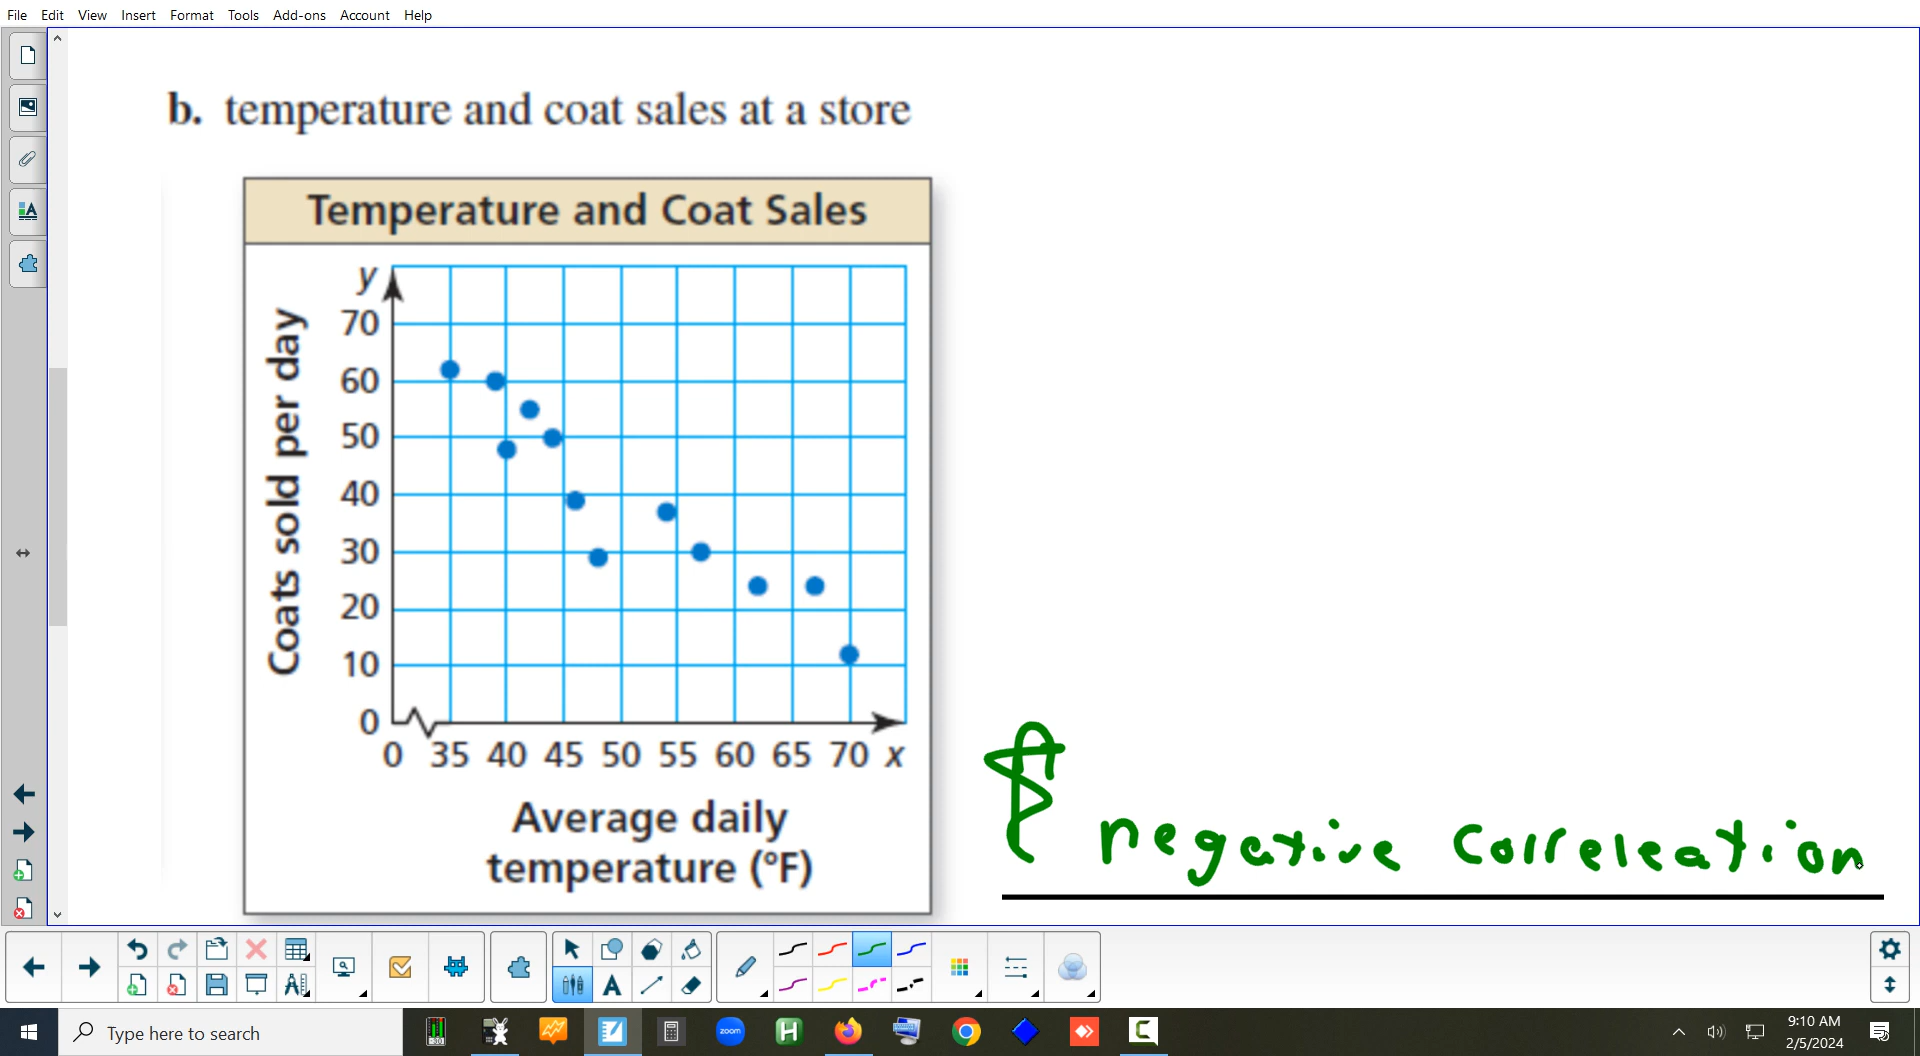 File Edit View Insert Format Tools Add-ons Account Help
b. temperature and coat sales at a store
Temperature and Coat Sales
y
Coats sold per day
70
60
50
40
30
20
10
0
0 35 40 45 50 55 60 65 70 x
Average daily
temperature (°F)
negative correleation
A
A
zoom
H
C
Type here to search
9:10 AM
2/5/2024